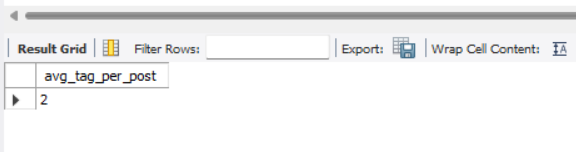 Result Grid Filter Rows: Export: Wrap Cell Content:
avg_tag_per_post
2